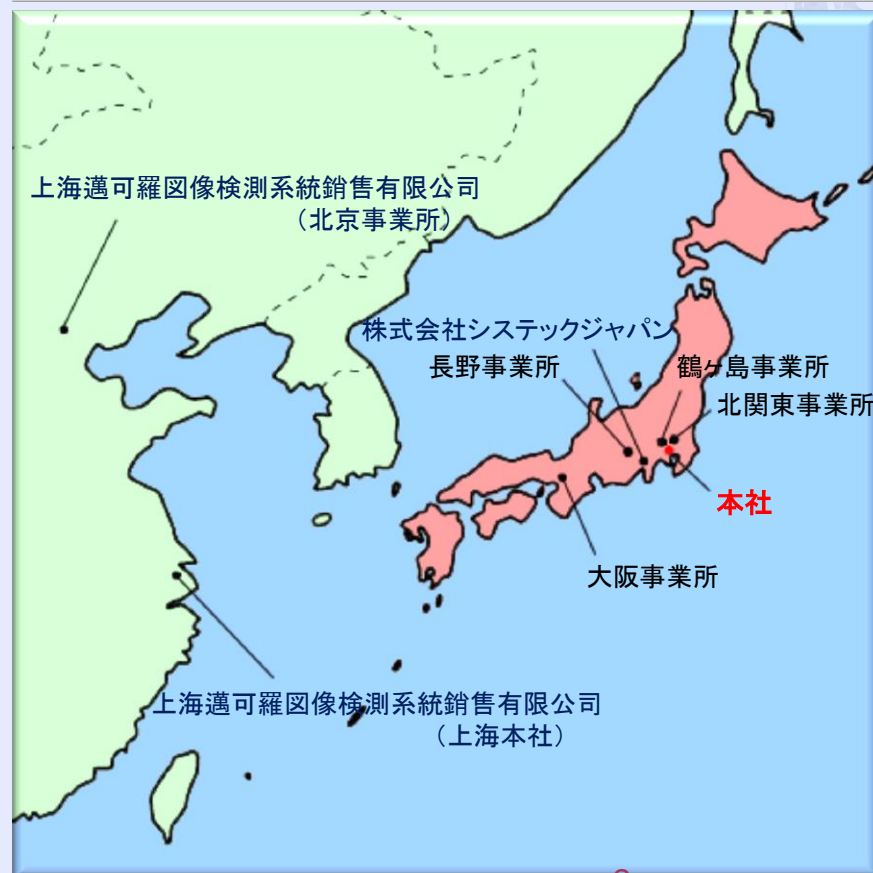 上海邁可羅図像検測系統銷售有限公司
（北京事業所）
株式会社システックジャパン
長野事業所
鶴ヶ島事業所
北関東事業所
本社
大阪事業所
上海邁可羅図像検測系統銷售有限公司
（上海本社）